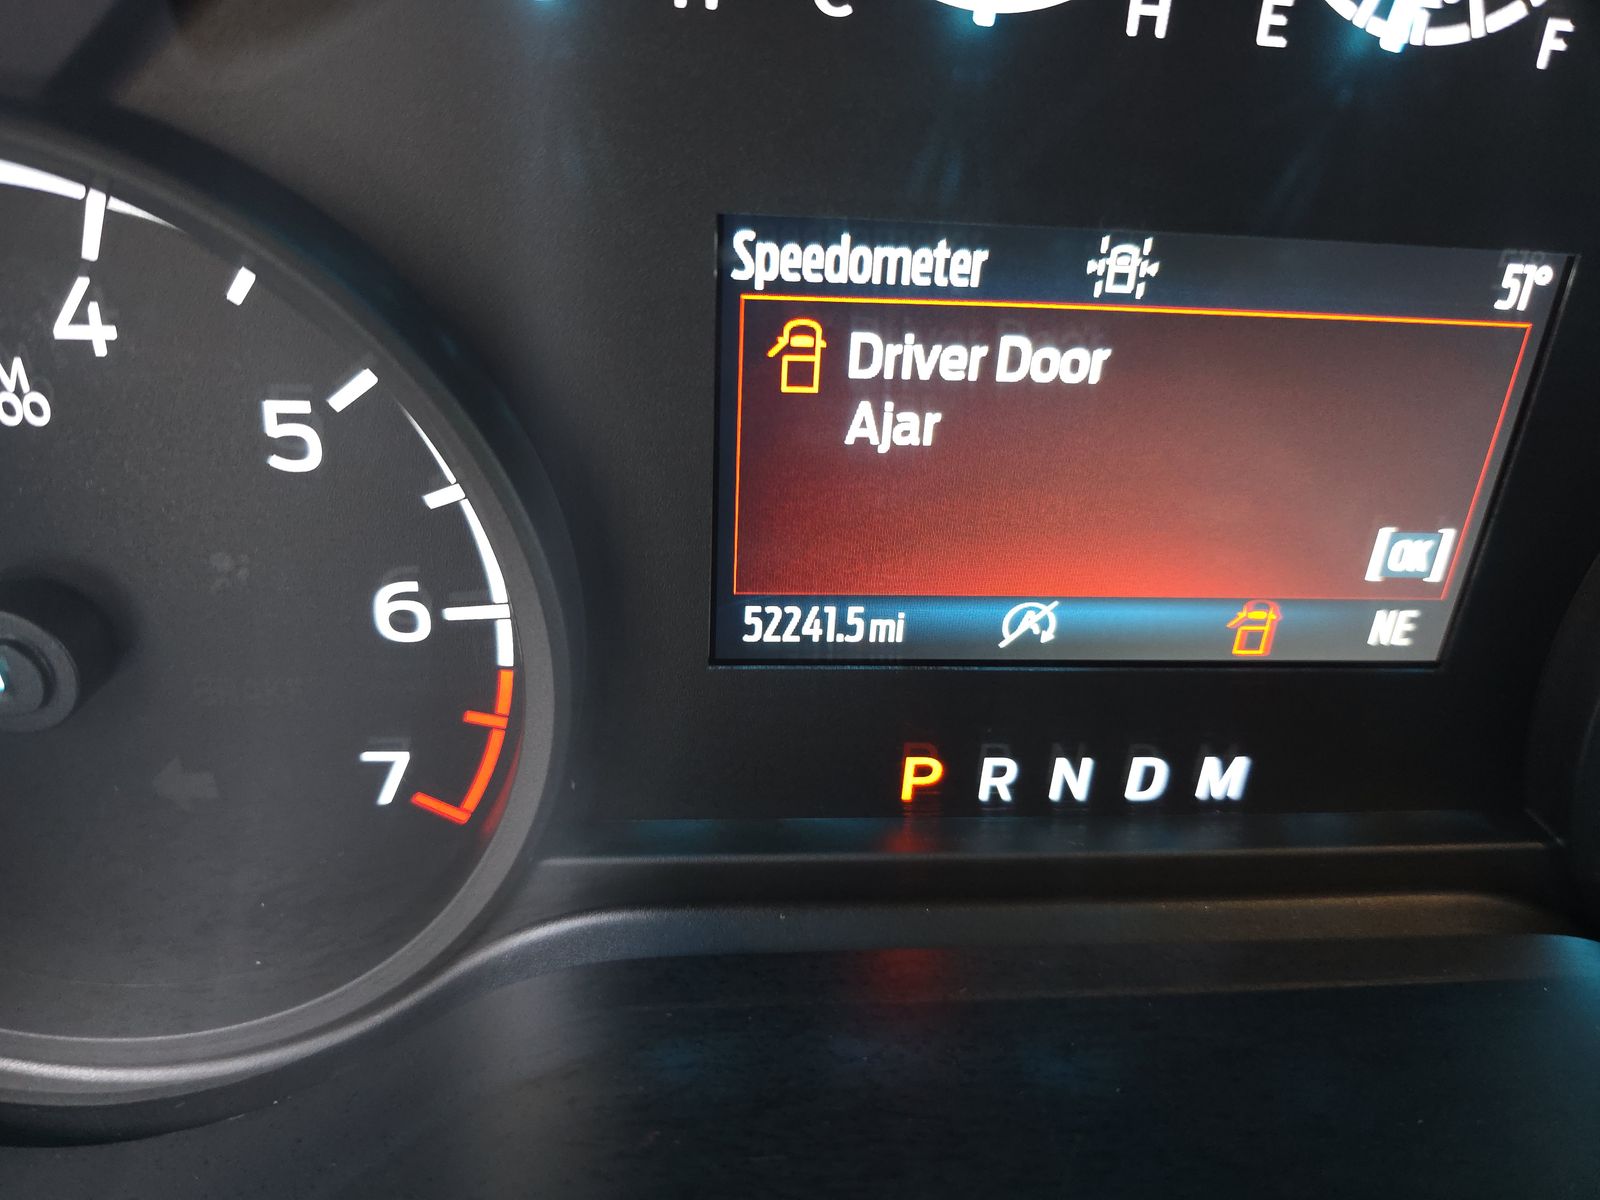 C H E F
4
5
6
7
Speedometer 51°
Driver Door
Ajar
[OK]
52241.5 mi NE
P R N D M